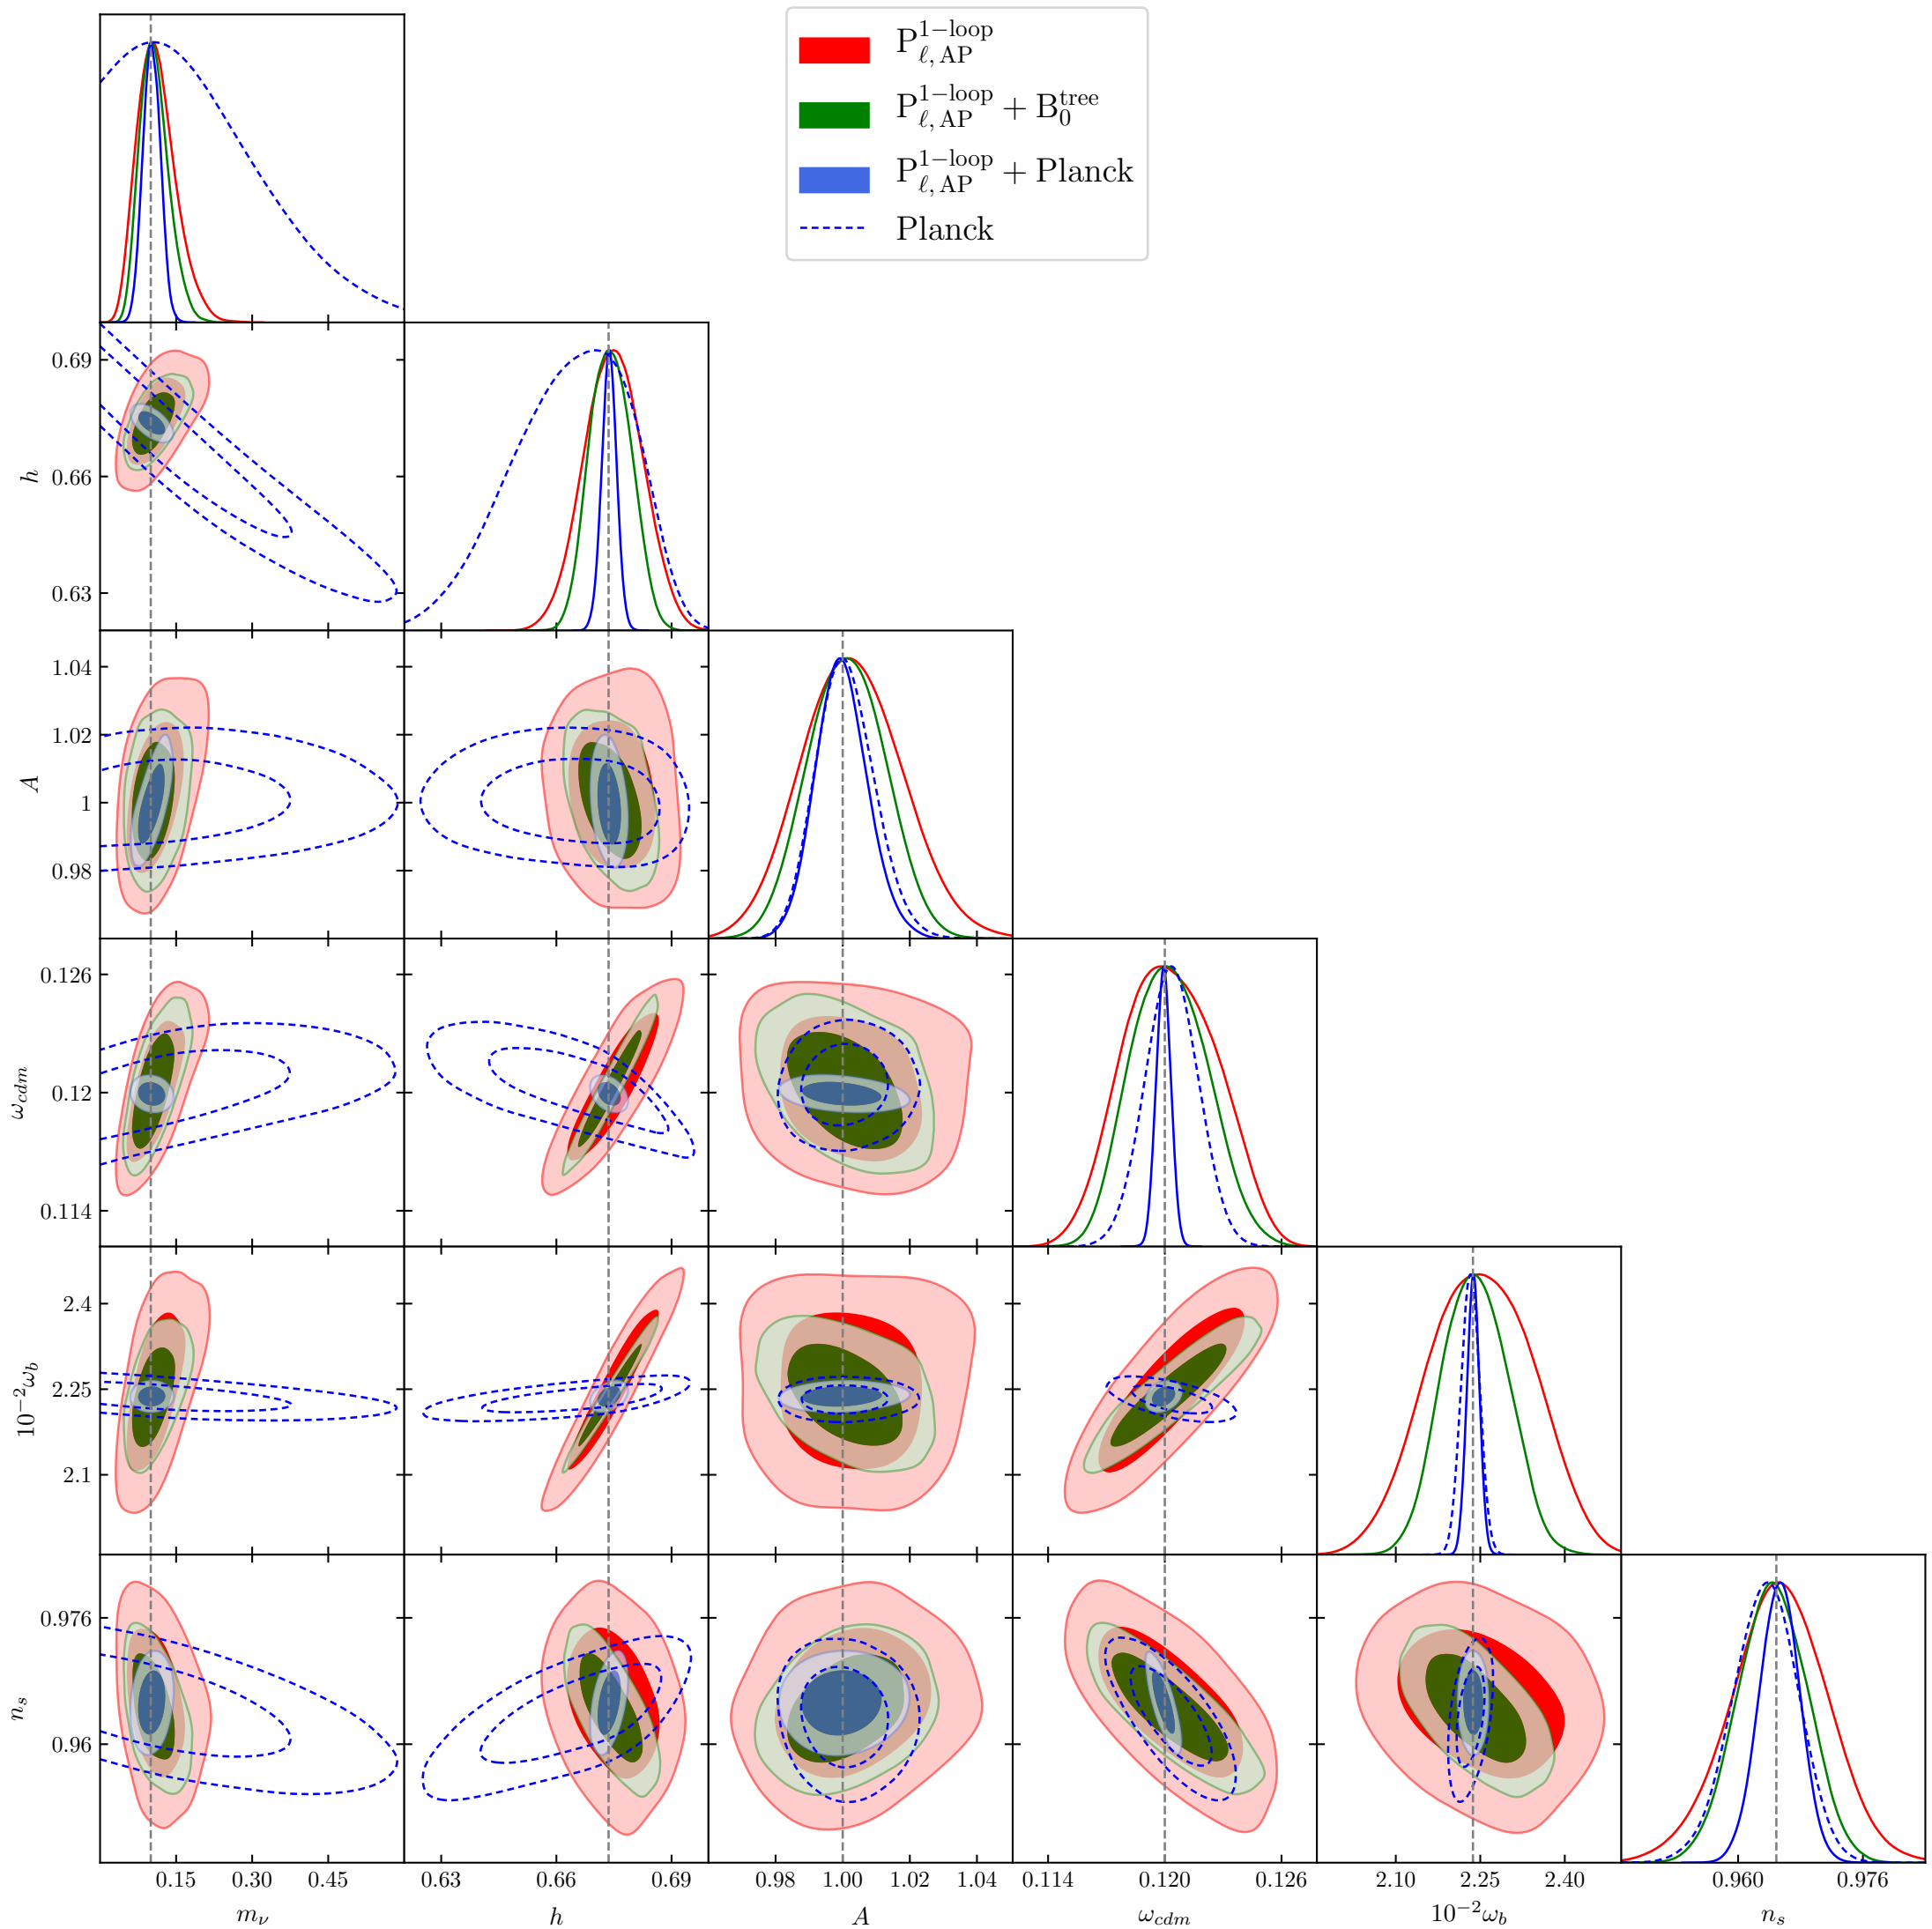 P^{1−loop}_{ℓ, AP}
P^{1−loop}_{ℓ, AP} + B^{tree}_0
P^{1−loop}_{ℓ, AP} + Planck
Planck
0.69
0.66
0.63
h
1.04
1.02
1
0.98
A
0.126
0.12
0.114
ω_{cdm}
2.4
2.25
2.1
10^{−2}ω_b
0.976
0.96
n_s
0.15 0.30 0.45 0.63 0.66 0.69 0.98 1.00 1.02 1.04 0.114 0.120 0.126 2.10 2.25 2.40 0.960 0.976
m_ν h A ω_{cdm} 10^{−2}ω_b n_s